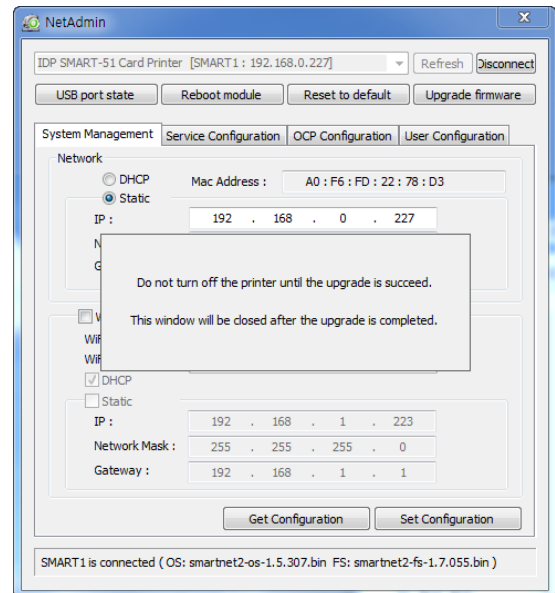 NetAdmin
IDP SMART-51 Card Printer [SMART1 : 192.168.0.227] Refresh Disconnect
USB port state Reboot module Reset to default Upgrade firmware
System Management Service Configuration OCP Configuration User Configuration
Network
DHCP Mac Address : A0 : F6 : FD : 22 : 78 : D3
Static
IP : 192 . 168 . 0 . 227
Do not turn off the printer until the upgrade is succeed.
This window will be closed after the upgrade is completed.
DHCP
Static
IP : 192 . 168 . 1 . 223
Network Mask : 255 . 255 . 255 . 0
Gateway : 192 . 168 . 1 . 1
Get Configuration Set Configuration
SMART1 is connected ( OS: smartnet2-os-1.5.307.bin FS: smartnet2-fs-1.7.055.bin )